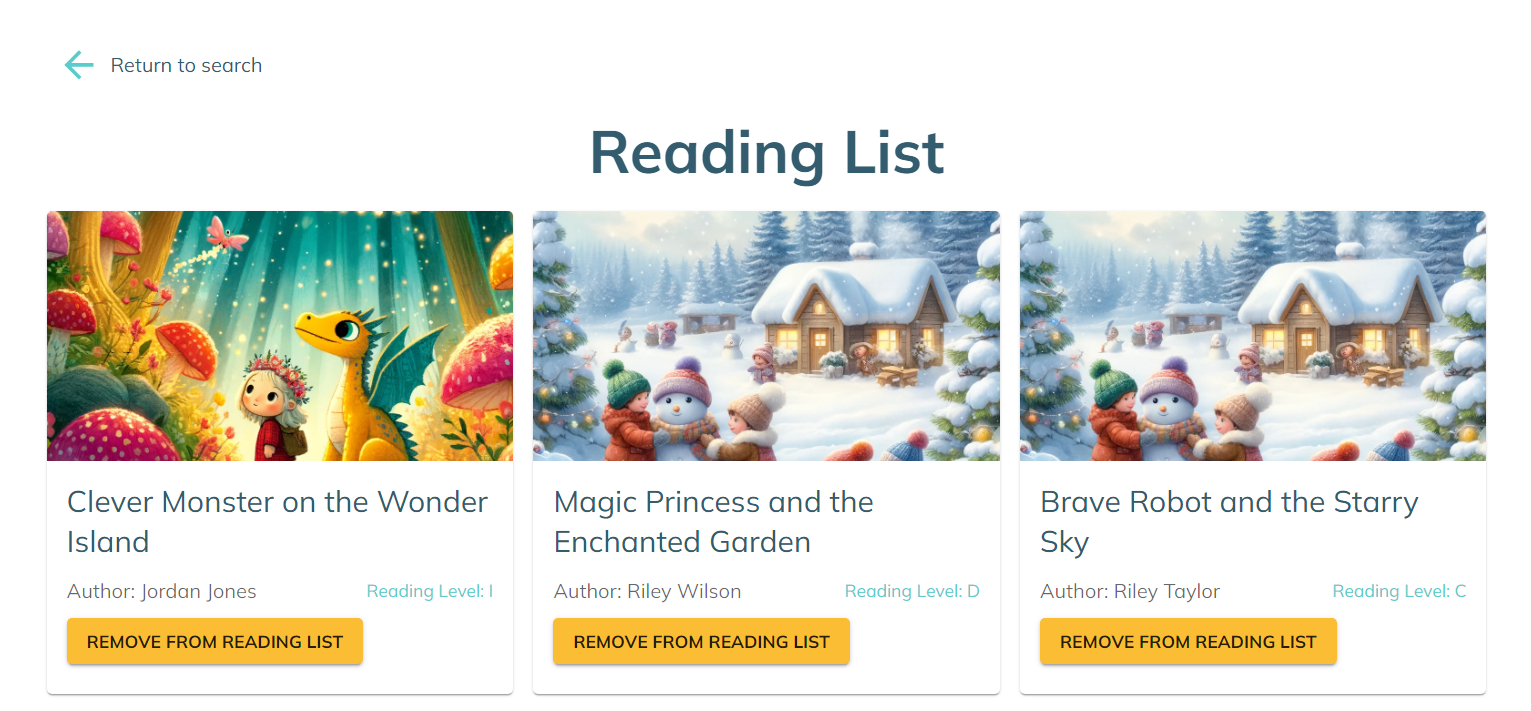 Return to search
Reading List
Clever Monster on the Wonder
Island
Author: Jordan Jones
Reading Level: I
REMOVE FROM READING LIST
Magic Princess and the
Enchanted Garden
Author: Riley Wilson
Reading Level: D
REMOVE FROM READING LIST
Brave Robot and the Starry
Sky
Author: Riley Taylor
Reading Level: C
REMOVE FROM READING LIST